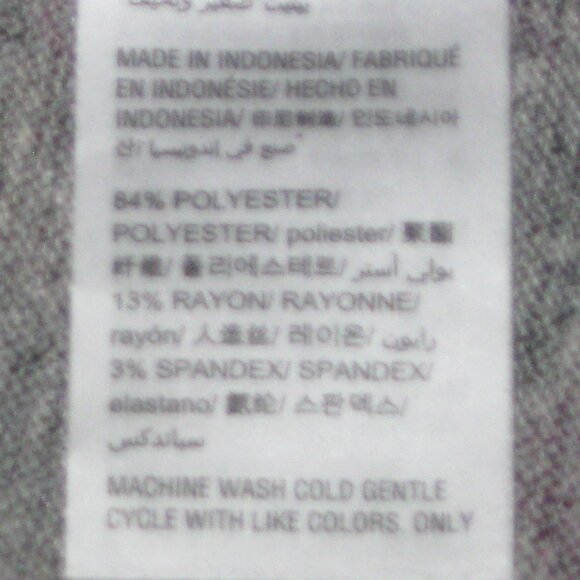 MADE IN INDONESIA/ FABRIQUÉ
EN INDONÉSIE/ HECHO EN
INDONESIA/ 印尼制造/ 인도네시아
산/ صنع في إندونيسيا
84% POLYESTER/
POLYESTER/ poliester/ 聚酯
纤维/ 폴리에스테르/ بولي أستر
13% RAYON/ RAYONNE/
rayón/ 人造丝/ 레이온/ رايون
3% SPANDEX/ SPANDEX/
elastano/ 氨纶/ 스판덱스/
سباندكس
MACHINE WASH COLD GENTLE
CYCLE WITH LIKE COLORS. ONLY